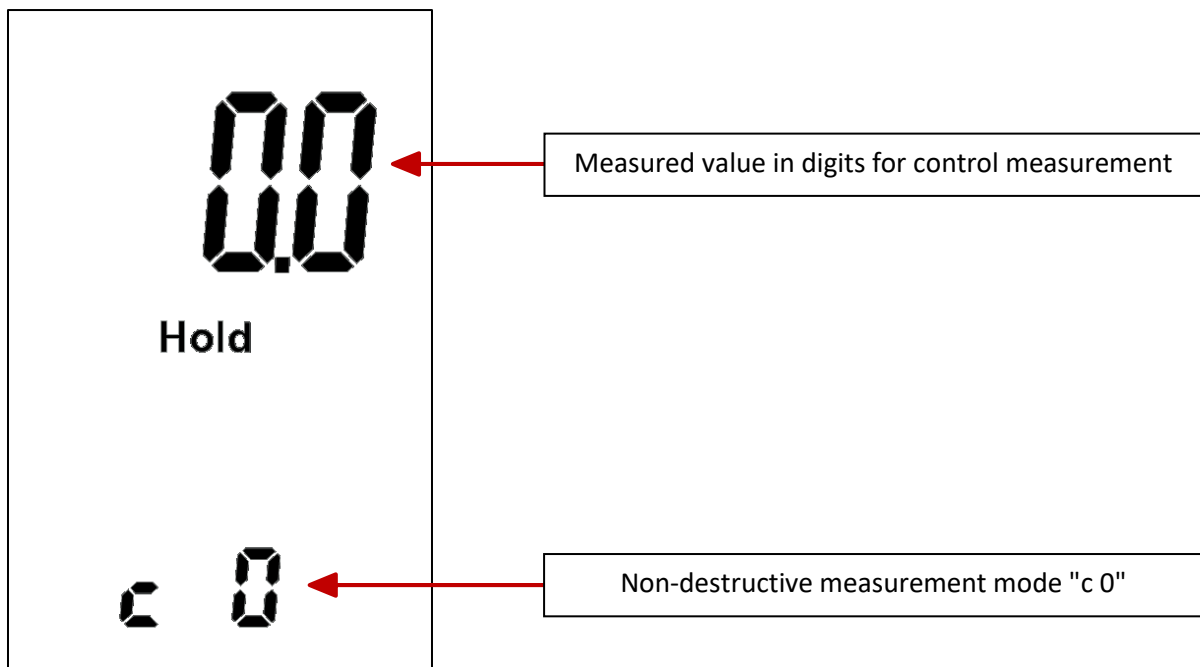 0.0
Measured value in digits for control measurement
Hold
c 0
Non-destructive measurement mode "c 0"